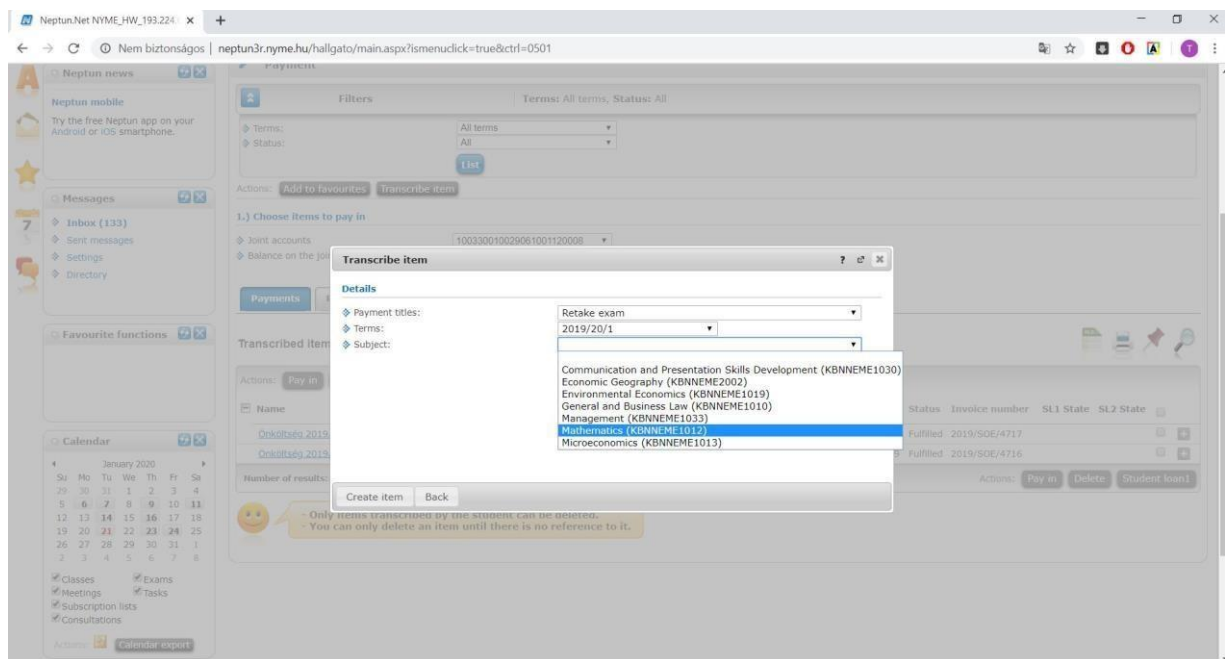 Neptun.Net NYME_HW_193.224
Nem biztonságos | neptun3r.nyme.hu/hallgato/main.aspx?ismenuclick=true&ctrl=0501
T
Neptun news
Neptun mobile
Try the free Neptun app on your
Android or iOS smartphone.
Messages
7
Inbox (133)
Sent messages
Settings
Directory
Favourite functions
Calendar
January 2020
Su Mo Tu We Th Fr Sa
29 30 31 1 2 3 4
5 6 7 8 9 10 11
12 13 14 15 16 17 18
19 20 21 22 23 24 25
26 27 28 29 30 31 1
2 3 4 5 6 7 8
Classes Exams
Meetings Tasks
Subscription lists
Consultations
Actions: Calendar export
Payment
Filters Terms: All terms, Status: All
Terms: All terms
Status: All
List
Actions: Add to favourites Transcribe item
1.) Choose items to pay in
Joint accounts 100330010029061001120008
Balance on the joi
Payments
Transcribed item
Actions: Pay in
Name Status Invoice number SL1 State SL2 State
Önköltség 2019. Fulfilled 2019/SOE/4717
Önköltség 2019. Fulfilled 2019/SOE/4716
Number of results: Actions: Pay in Delete Student loan1
- Only items transcribed by the student can be deleted.
- You can only delete an item until there is no reference to it.
Transcribe item ?
Details
Payment titles: Retake exam
Terms: 2019/20/1
Subject:
Communication and Presentation Skills Development (KBNNEME1030)
Economic Geography (KBNNEME2002)
Environmental Economics (KBNNEME1019)
General and Business Law (KBNNEME1010)
Management (KBNNEME1033)
Mathematics (KBNNEME1012)
Microeconomics (KBNNEME1013)
Create item Back